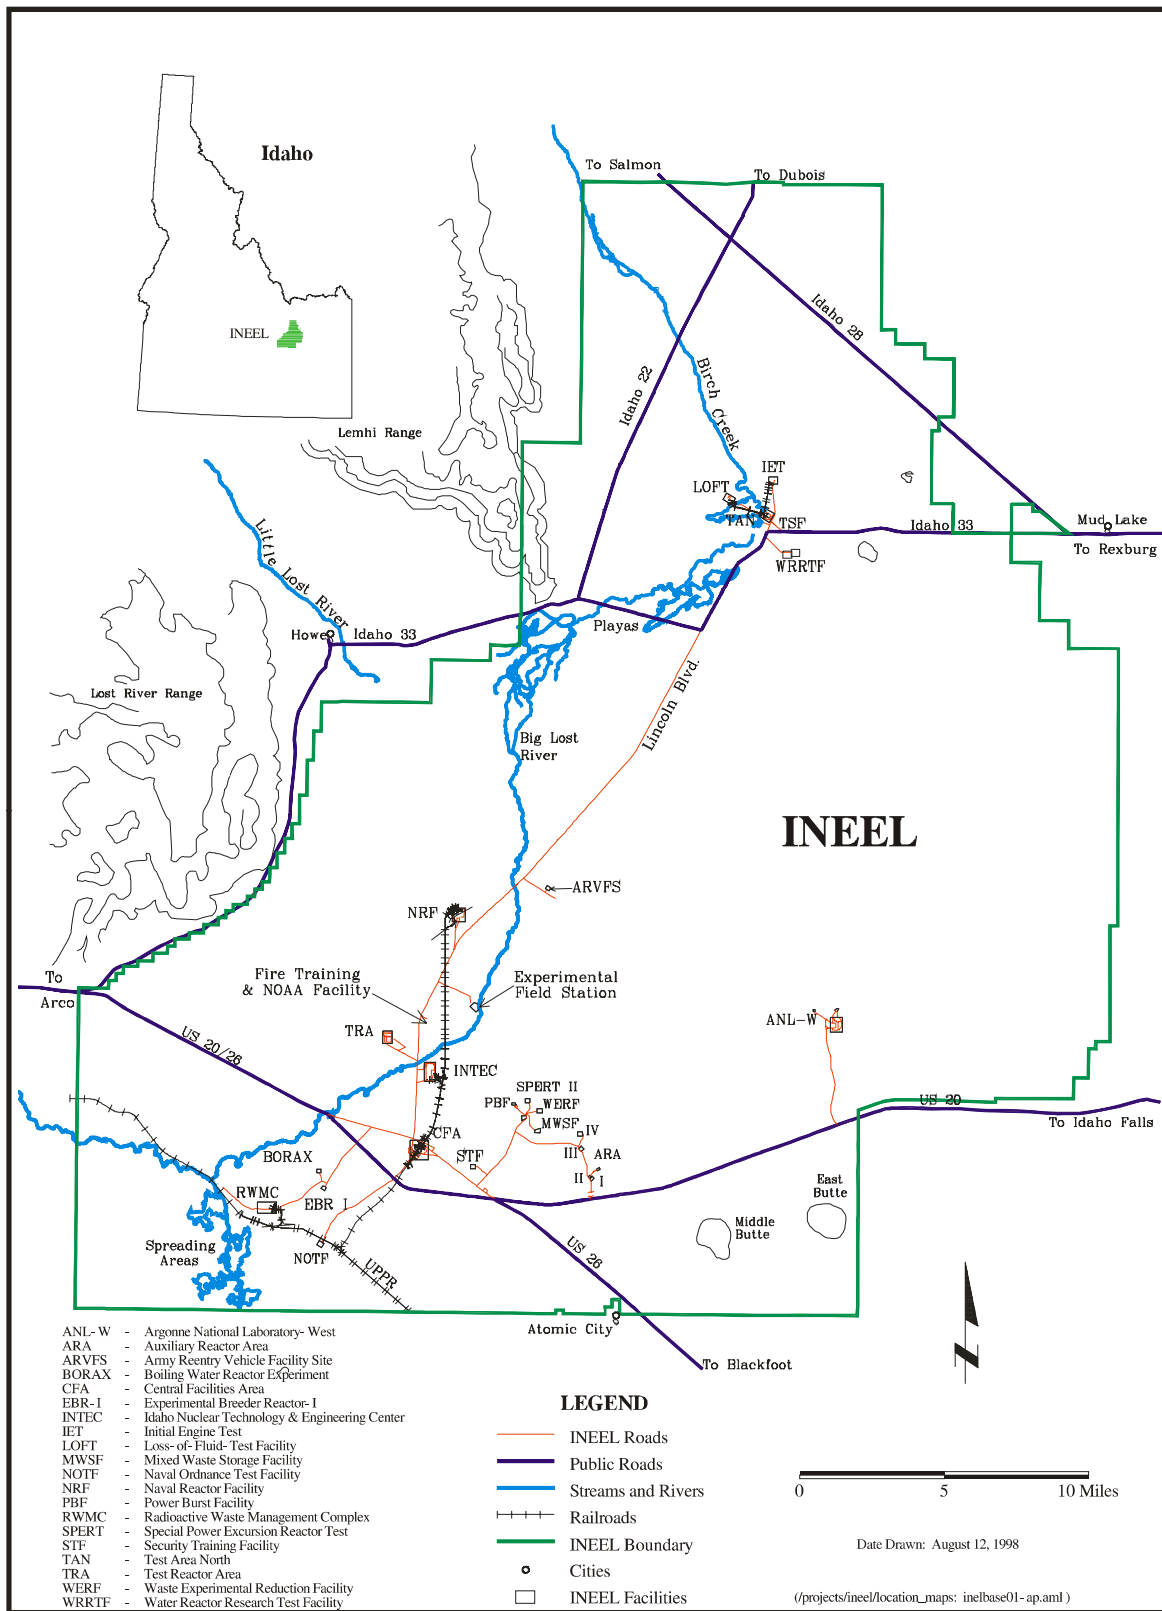 Idaho
INEEL
To Salmon
To Dubois
Idaho 28
Idaho 22
Birch Creek
Lemhi Range
IET
LOFT
TAN
TSF
Idaho 33
Mud Lake
To Rexburg
WRRTF
Little Lost River
Howe
Idaho 33
Playas
Lost River Range
Lincoln Blvd.
Big Lost
River
INEEL
ARVFS
NRF
To
Arco
Fire Training
& NOAA Facility
Experimental
Field Station
TRA
ANL-W
US 20/26
INTEC
SPERT II
PBF
WERF
MWSF
IV
US 20
To Idaho Falls
CFA
STF
III
ARA
II
I
BORAX
RWMC
EBR I
East
Butte
Middle
Butte
Spreading
Areas
NOTF
UPPR
US 26
Atomic City
To Blackfoot
ANL- W - Argonne National Laboratory- West
ARA - Auxiliary Reactor Area
ARVFS - Army Reentry Vehicle Facility Site
BORAX - Boiling Water Reactor Experiment
CFA - Central Facilities Area
EBR- I - Experimental Breeder Reactor- I
INTEC - Idaho Nuclear Technology & Engineering Center
IET - Initial Engine Test
LOFT - Loss- of- Fluid- Test Facility
MWSF - Mixed Waste Storage Facility
NOTF - Naval Ordnance Test Facility
NRF - Naval Reactor Facility
PBF - Power Burst Facility
RWMC - Radioactive Waste Management Complex
SPERT - Special Power Excursion Reactor Test
STF - Security Training Facility
TAN - Test Area North
TRA - Test Reactor Area
WERF - Waste Experimental Reduction Facility
WRRTF - Water Reactor Research Test Facility
LEGEND
INEEL Roads
Public Roads
Streams and Rivers
Railroads
INEEL Boundary
Cities
INEEL Facilities
N
0 5 10 Miles
Date Drawn: August 12, 1998
(/projects/ineel/location_maps: inelbase01- ap.aml )